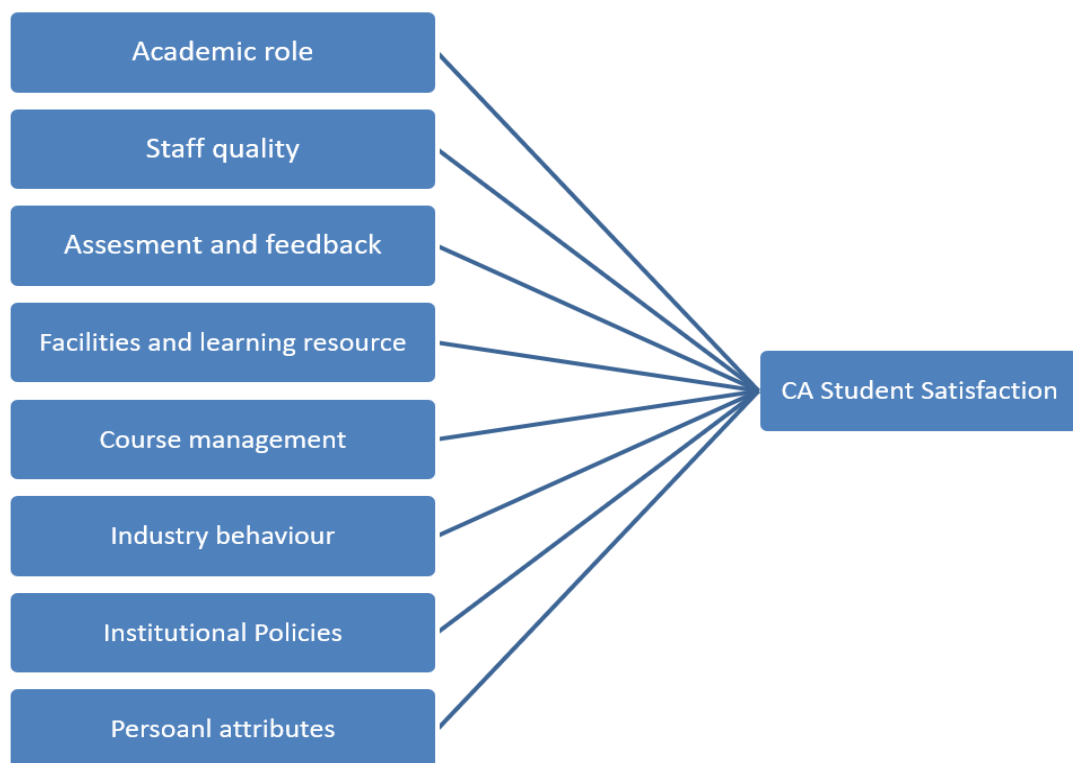 Academic role
Staff quality
Assesment and feedback
Facilities and learning resource
Course management
Industry behaviour
Institutional Policies
Persoanl attributes
CA Student Satisfaction